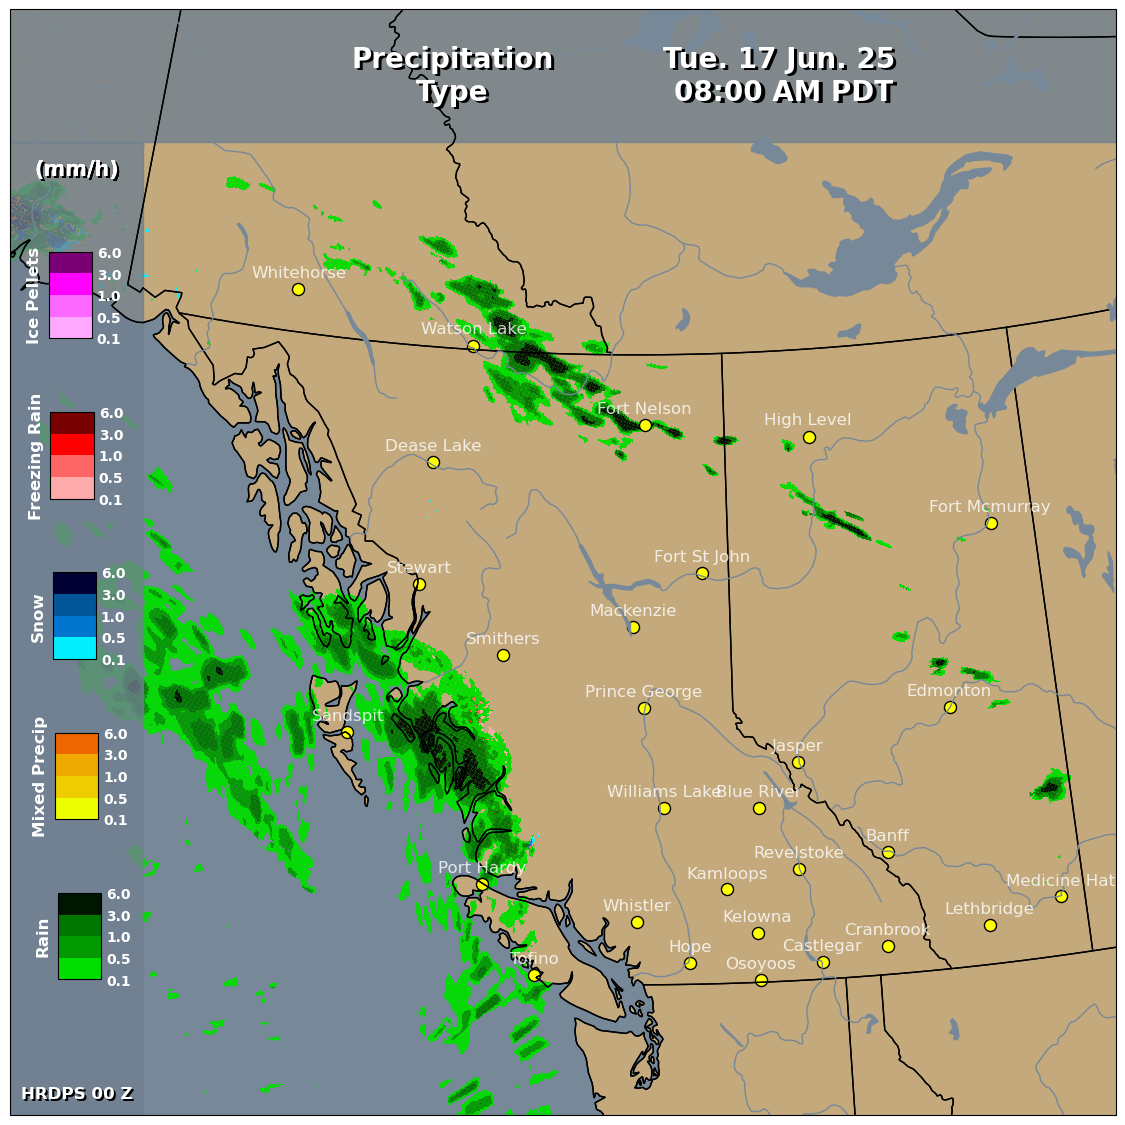 Precipitation
Type
Tue. 17 Jun. 25
08:00 AM PDT
(mm/h)
Ice Pellets
6.0
3.0
1.0
0.5
0.1
Freezing Rain
6.0
3.0
1.0
0.5
0.1
Snow
6.0
3.0
1.0
0.5
0.1
Mixed Precip
6.0
3.0
1.0
0.5
0.1
Rain
6.0
3.0
1.0
0.5
0.1
HRDPS 00 Z
Whitehorse
Watson Lake
Fort Nelson
High Level
Dease Lake
Fort Mcmurray
Fort St John
Stewart
Mackenzie
Smithers
Prince George
Edmonton
Sandspit
Jasper
Williams Lake
Blue River
Banff
Revelstoke
Port Hardy
Kamloops
Medicine Hat
Whistler
Kelowna
Lethbridge
Cranbrook
Hope
Castlegar
Tofino
Osoyoos